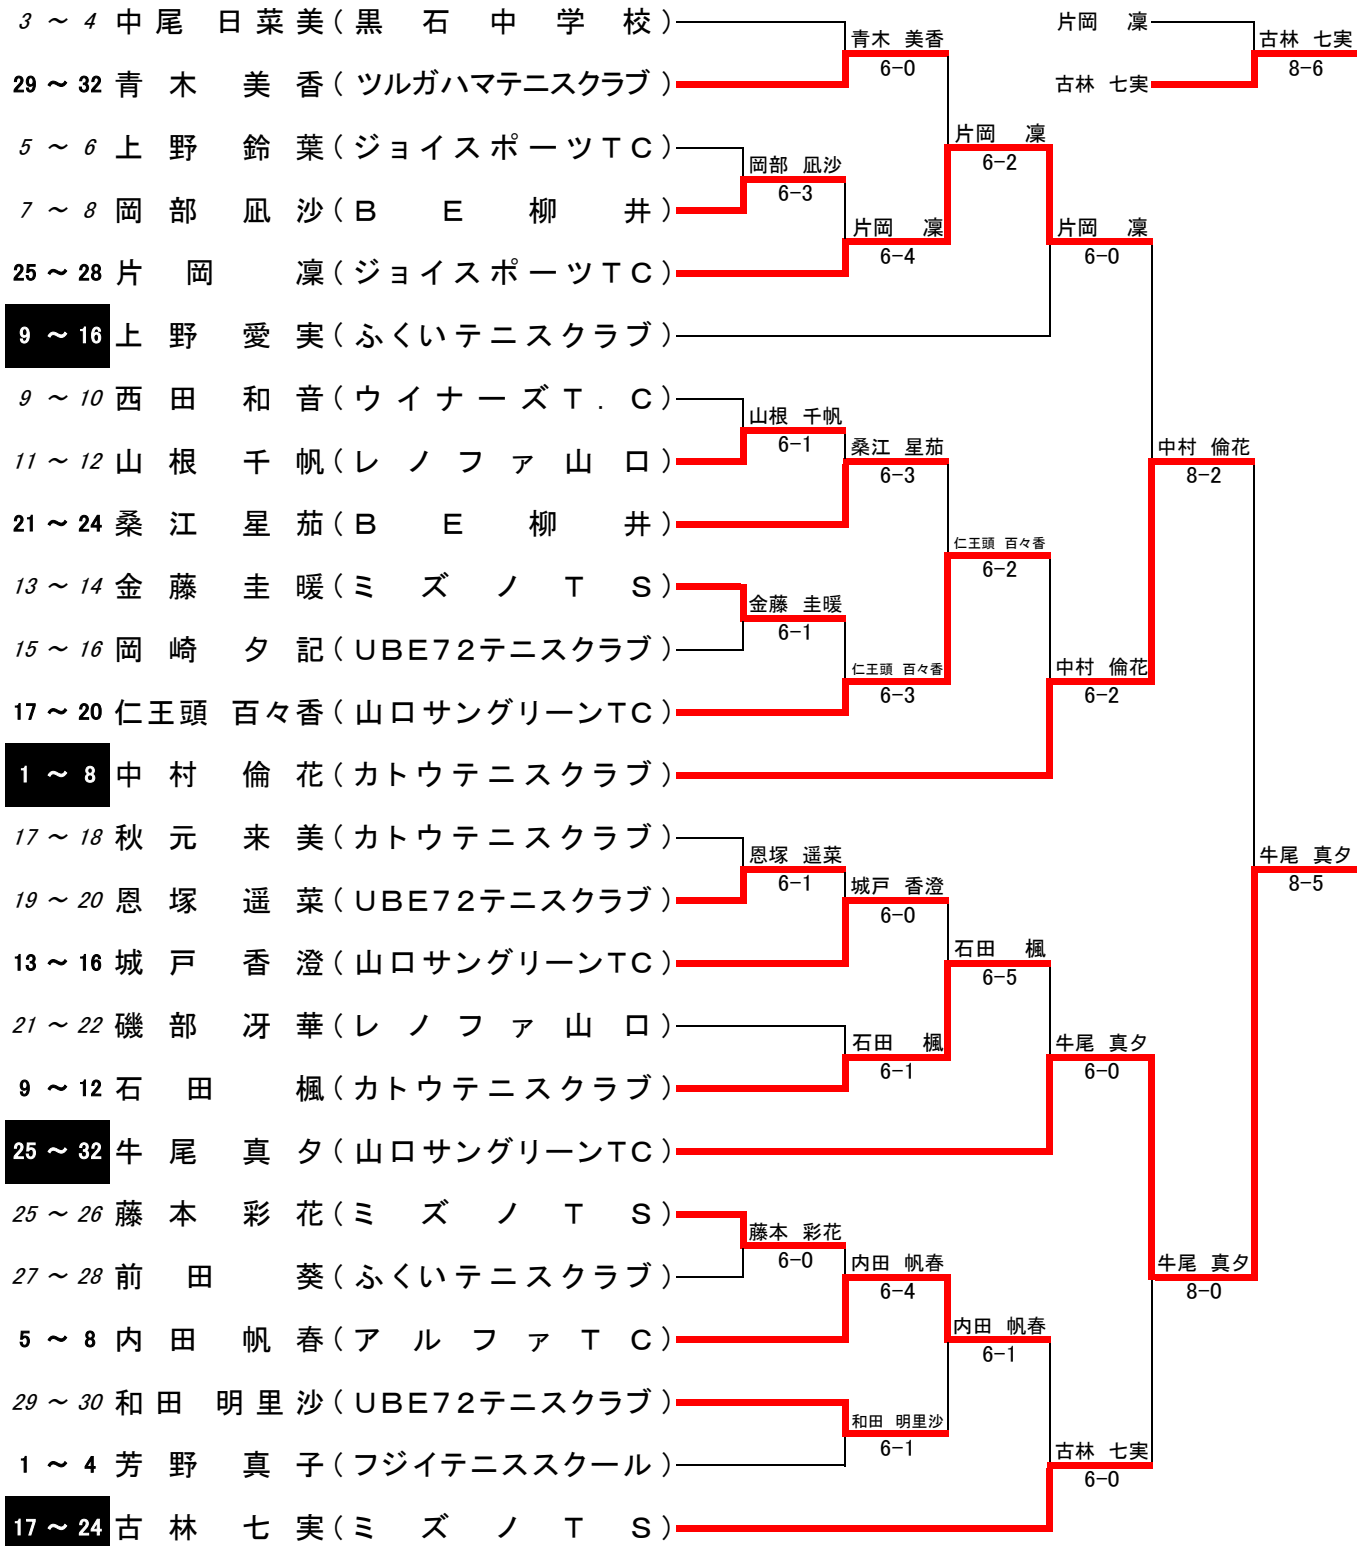 3 ～ 4 中尾 日菜美(黒石中学校)
29 ～ 32 青木 美香(ツルガハマテニスクラブ)
5 ～ 6 上野 鈴葉(ジョイスポーツTC)
7 ～ 8 岡部 凪沙(BE柳井)
25 ～ 28 片岡 凜(ジョイスポーツTC)
9 ～ 16 上野 愛実(ふくいテニスクラブ)
9 ～ 10 西田 和音(ウイナーズT.C)
11 ～ 12 山根 千帆(レノファ山口)
21 ～ 24 桑江 星茄(BE柳井)
13 ～ 14 金藤 圭暖(ミズノTS)
15 ～ 16 岡崎 夕記(UBE72テニスクラブ)
17 ～ 20 仁王頭 百々香(山口サングリーンTC)
1 ～ 8 中村 倫花(カトウテニスクラブ)
17 ～ 18 秋元 来美(カトウテニスクラブ)
19 ～ 20 恩塚 遥菜(UBE72テニスクラブ)
13 ～ 16 城戸 香澄(山口サングリーンTC)
21 ～ 22 磯部 冴華(レノファ山口)
9 ～ 12 石田 楓(カトウテニスクラブ)
25 ～ 32 牛尾 真夕(山口サングリーンTC)
25 ～ 26 藤本 彩花(ミズノTS)
27 ～ 28 前田 葵(ふくいテニスクラブ)
5 ～ 8 内田 帆春(アルファTC)
29 ～ 30 和田 明里沙(UBE72テニスクラブ)
1 ～ 4 芳野 真子(フジイテニススクール)
17 ～ 24 古林 七実(ミズノTS)
岡部 凪沙
6-3
山根 千帆
6-1
金藤 圭暖
6-1
恩塚 遥菜
6-1
藤本 彩花
6-0
青木 美香
6-0
片岡 凜
6-4
桑江 星茄
6-3
仁王頭 百々香
6-3
城戸 香澄
6-0
石田 楓
6-1
内田 帆春
6-4
和田 明里沙
6-1
片岡 凜
6-2
仁王頭 百々香
6-2
石田 楓
6-5
内田 帆春
6-1
片岡 凜
6-0
中村 倫花
6-2
牛尾 真夕
6-0
古林 七実
6-0
中村 倫花
8-2
牛尾 真夕
8-0
牛尾 真夕
8-5
片岡 凜
古林 七実
古林 七実
8-6